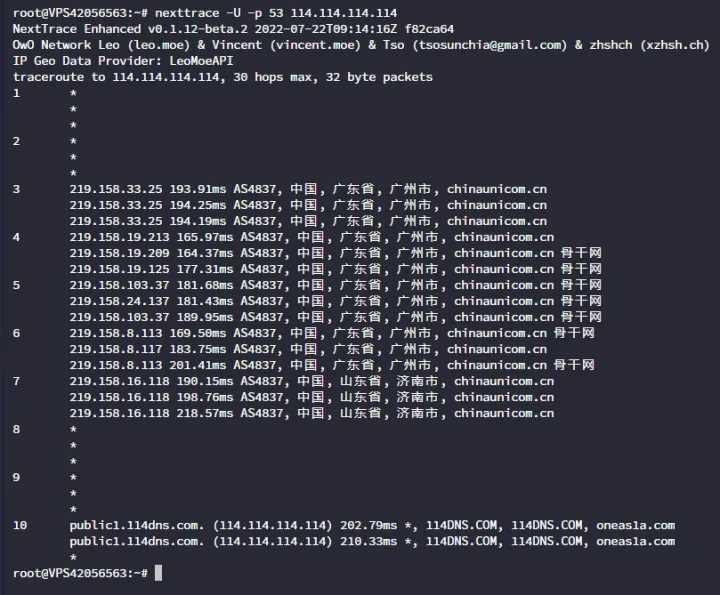 root@VPS42056563:~# nexttrace -U -p 53 114.114.114.114
NextTrace Enhanced v0.1.12-beta.2 2022-07-22T09:14:16Z f82ca64
OwO Network Leo (leo.moe) & Vincent (vincent.moe) & Tso (tsosunchia@gmail.com) & zhshch (xzhsh.ch)
IP Geo Data Provider: LeoMoeAPI
traceroute to 114.114.114.114, 30 hops max, 32 byte packets
1 *
*
*
2 *
*
*
3 219.158.33.25 193.91ms AS4837, 中国, 广东省, 广州市, chinaunicom.cn
219.158.33.25 194.25ms AS4837, 中国, 广东省, 广州市, chinaunicom.cn
219.158.33.25 194.19ms AS4837, 中国, 广东省, 广州市, chinaunicom.cn
4 219.158.19.213 165.97ms AS4837, 中国, 广东省, 广州市, chinaunicom.cn
219.158.19.209 164.37ms AS4837, 中国, 广东省, 广州市, chinaunicom.cn 骨干网
219.158.19.125 177.31ms AS4837, 中国, 广东省, 广州市, chinaunicom.cn 骨干网
5 219.158.103.37 181.68ms AS4837, 中国, 广东省, 广州市, chinaunicom.cn 骨干网
219.158.24.137 181.43ms AS4837, 中国, 广东省, 广州市, chinaunicom.cn 骨干网
219.158.103.37 189.95ms AS4837, 中国, 广东省, 广州市, chinaunicom.cn 骨干网
6 219.158.8.113 169.50ms AS4837, 中国, 广东省, 广州市, chinaunicom.cn 骨干网
219.158.8.117 183.75ms AS4837, 中国, 广东省, 广州市, chinaunicom.cn
219.158.8.113 201.41ms AS4837, 中国, 广东省, 广州市, chinaunicom.cn 骨干网
7 219.158.16.118 190.15ms AS4837, 中国, 山东省, 济南市, chinaunicom.cn
219.158.16.118 198.76ms AS4837, 中国, 山东省, 济南市, chinaunicom.cn
219.158.16.118 218.57ms AS4837, 中国, 山东省, 济南市, chinaunicom.cn
8 *
*
*
9 *
*
*
10 public1.114dns.com. (114.114.114.114) 202.79ms *, 114DNS.COM, 114DNS.COM, oneas1a.com
public1.114dns.com. (114.114.114.114) 210.33ms *, 114DNS.COM, 114DNS.COM, oneas1a.com
*
root@VPS42056563:~#